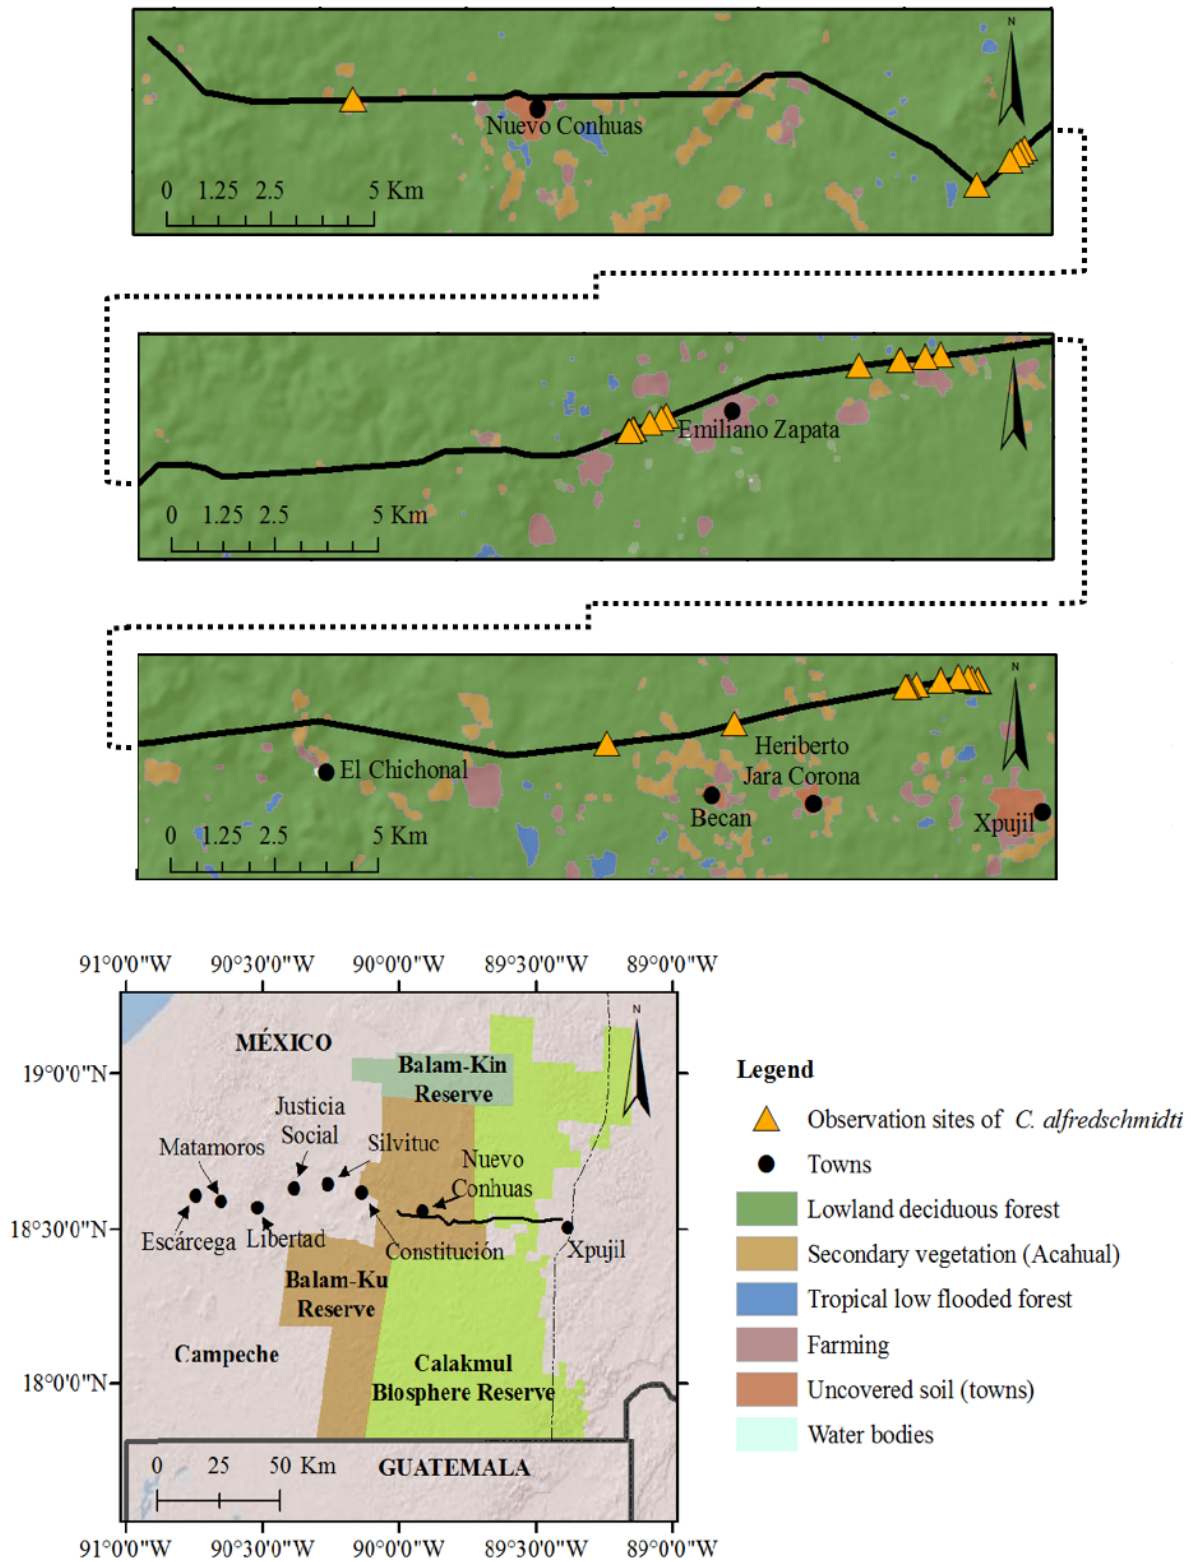 N
Nuevo Conhuas
0 1.25 2.5 5 Km
Emiliano Zapata
0 1.25 2.5 5 Km
N
El Chichonal
Heriberto
Jara Corona
Becan
Xpujil
0 1.25 2.5 5 Km
91°0'0"W 90°30'0"W 90°0'0"W 89°30'0"W 89°0'0"W
N
MÉXICO
19°0'0"N
Balam-Kin
Reserve
Justicia
Social
Matamoros
Silvituc
Nuevo
Conhuas
18°30'0"N
Escárcega
Libertad
Constitución
Xpujil
Balam-Ku
Reserve
Campeche
Calakmul
Biosphere Reserve
18°0'0"N
0 25 50 Km
GUATEMALA
91°0'0"W 90°30'0"W 90°0'0"W 89°30'0"W 89°0'0"W
Legend
Observation sites of C. alfredschmidti
Towns
Lowland deciduous forest
Secondary vegetation (Acahual)
Tropical low flooded forest
Farming
Uncovered soil (towns)
Water bodies